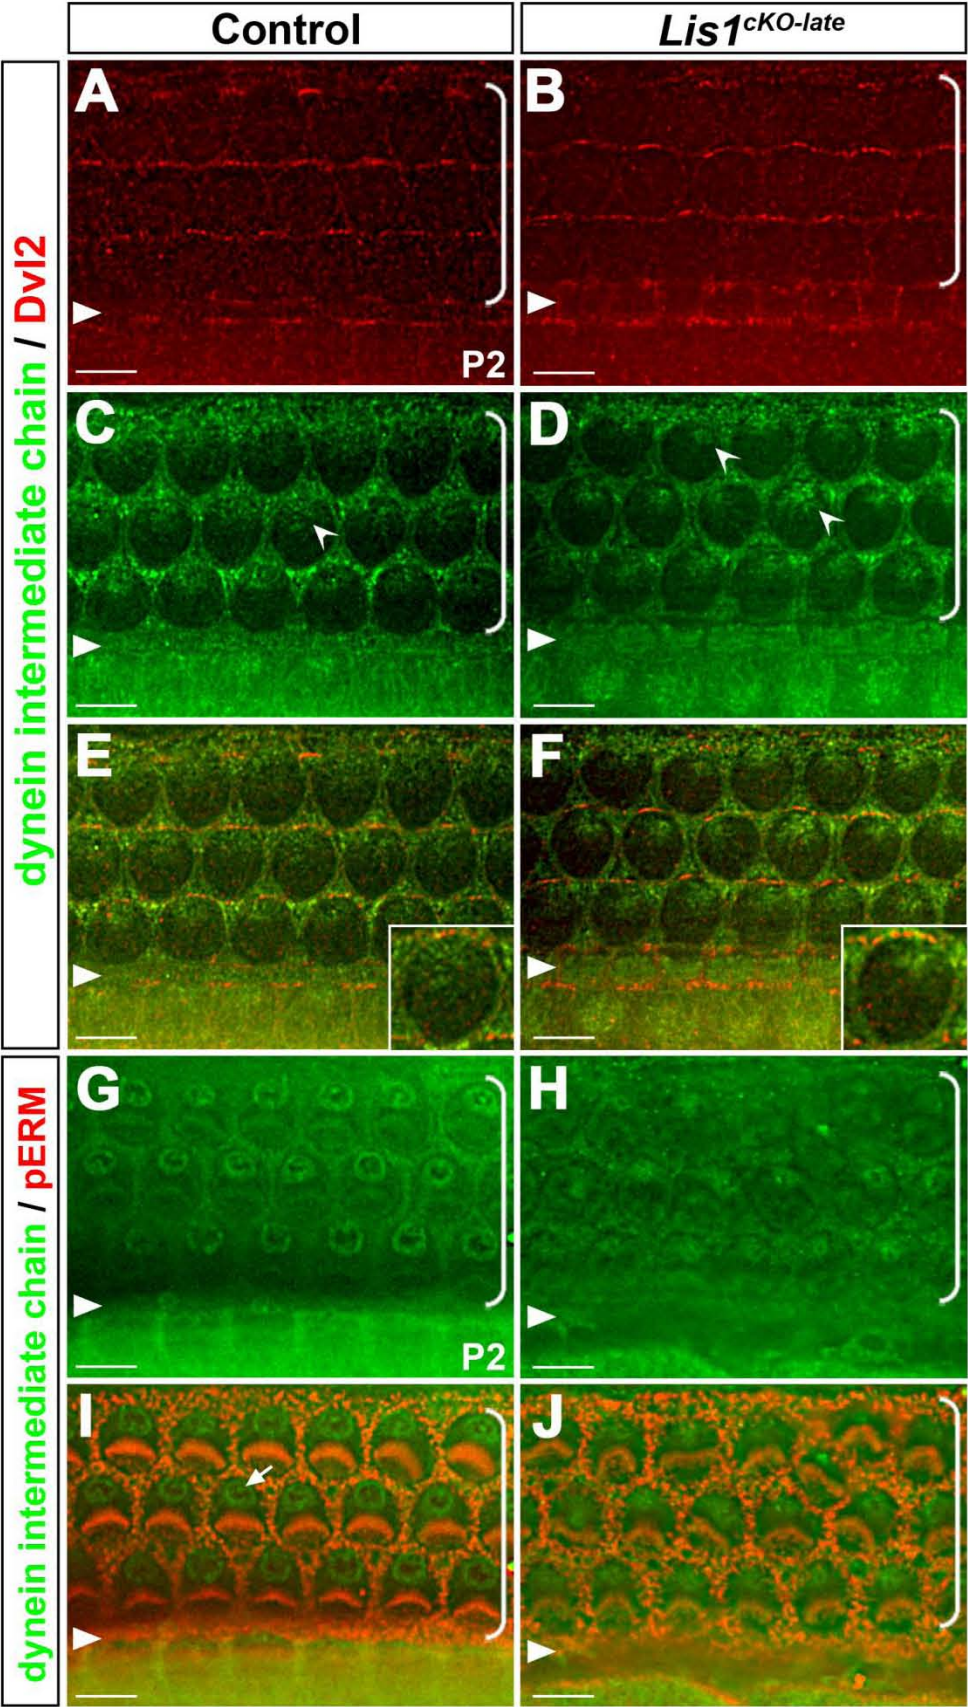 Control
Lis1cKO-late
dynein intermediate chain / Dvl2
A
B
P2
C
D
E
F
dynein intermediate chain / pERM
G
H
P2
I
J